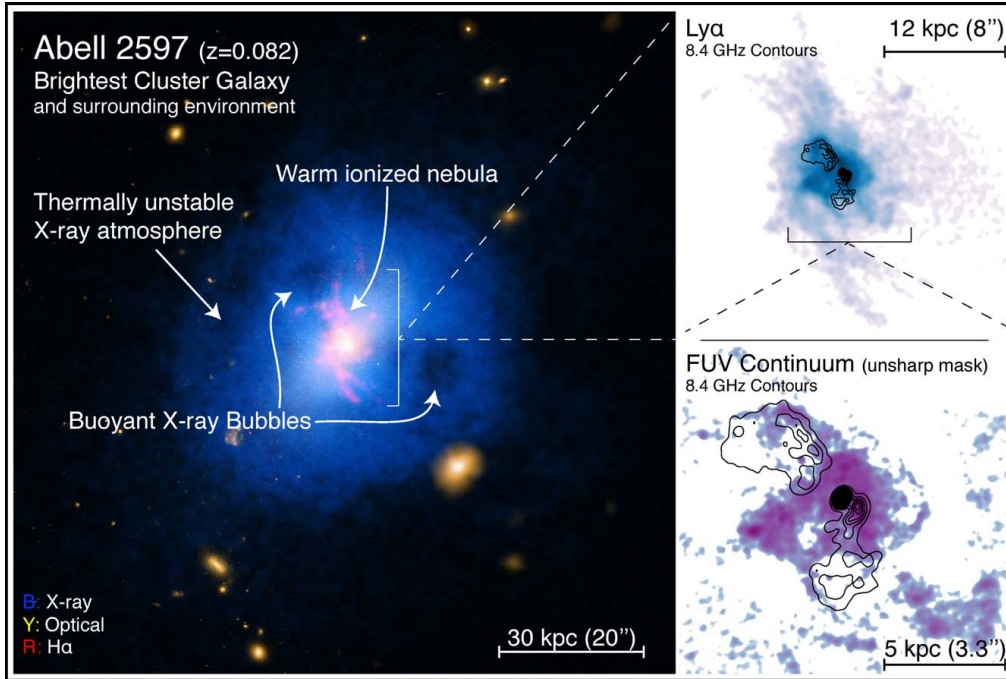 Abell 2597 (z=0.082)
Brightest Cluster Galaxy
and surrounding environment
Warm ionized nebula
Thermally unstable
X-ray atmosphere
Buoyant X-ray Bubbles
B: X-ray
Y: Optical
R: Hα
30 kpc (20”)
Lyα
8.4 GHz Contours
12 kpc (8”)
FUV Continuum (unsharp mask)
8.4 GHz Contours
5 kpc (3.3”)